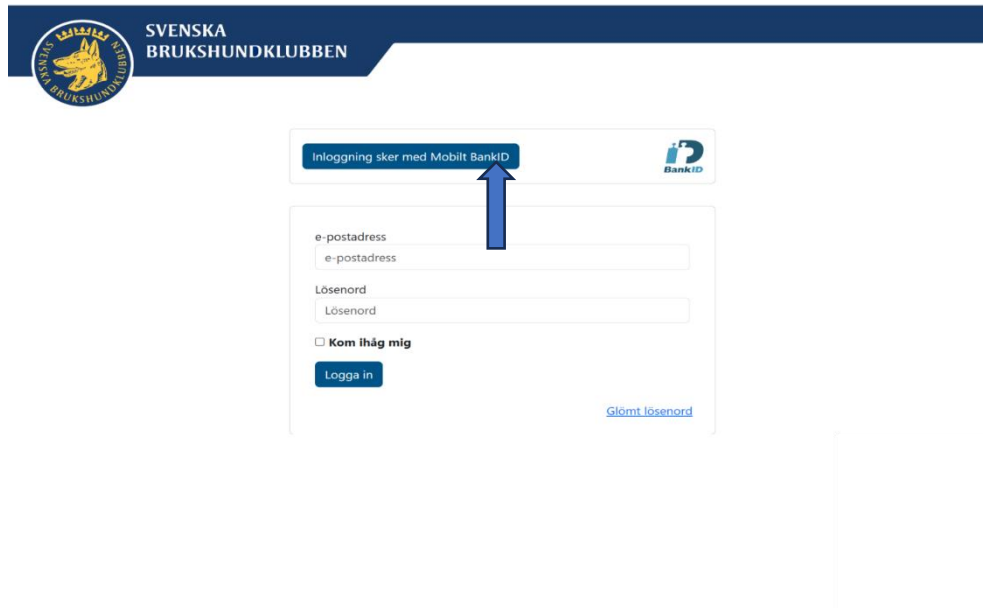 SVENSKA
BRUKSHUNDKLUBBEN
SVENSKA BRUKSHUNDKLUBBEN
Inloggning sker med Mobilt BankID
BankID
e-postadress
e-postadress
Lösenord
Lösenord
Kom ihåg mig
Logga in
Glömt lösenord